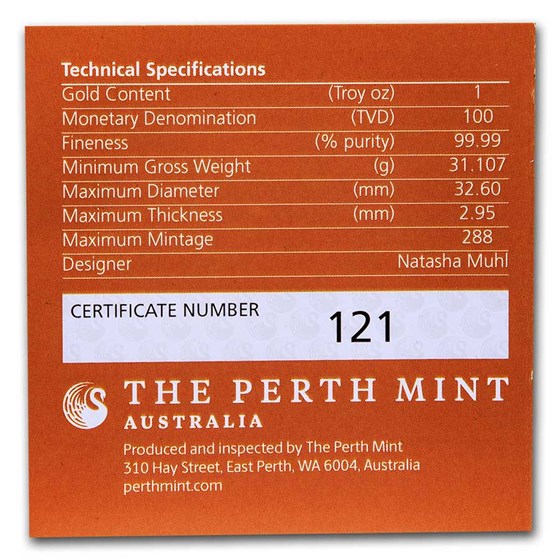 Technical Specifications
Gold Content (Troy oz) 1
Monetary Denomination (TVD) 100
Fineness (% purity) 99.99
Minimum Gross Weight (g) 31.107
Maximum Diameter (mm) 32.60
Maximum Thickness (mm) 2.95
Maximum Mintage 288
Designer Natasha Muhl
CERTIFICATE NUMBER 121
THE PERTH MINT
AUSTRALIA
Produced and inspected by The Perth Mint
310 Hay Street, East Perth, WA 6004, Australia
perthmint.com